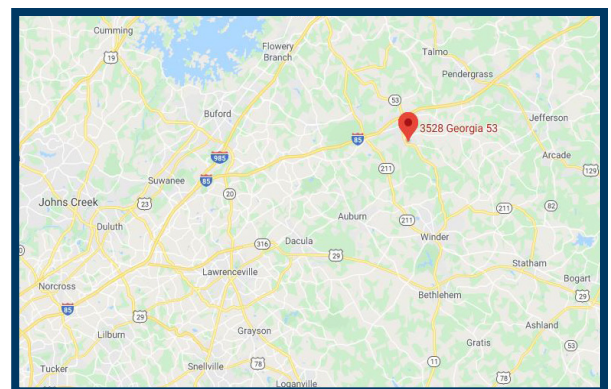 Cumming
19
Flowery
Branch
Talmo
Pendergrass
53
Buford
3528 Georgia 53
Jefferson
85
985
211
Arcade
129
85
Suwanee
20
Johns Creek
23
Duluth
Auburn
211
211
82
316
Dacula
29
Winder
Lawrenceville
Statham
Bogart
Norcross
Bethlehem
29
85
29
Lilburn
Grayson
Ashland
53
Gratis
Snellville
78
11
78
Tucker
Loganville